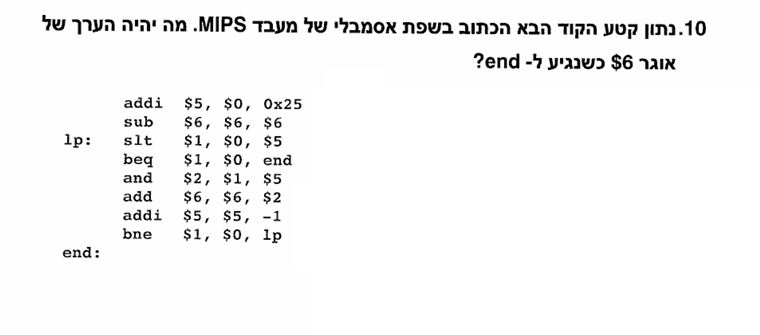 10. נתון קטע הקוד הבא הכתוב בשפת אסמבלי של מעבד MIPS. מה יהיה הערך של
אוגר $6 כשנגיע ל- end?
addi $5, $0, 0x25
sub $6, $6, $6
lp: slt $1, $0, $5
beq $1, $0, end
and $2, $1, $5
add $6, $6, $2
addi $5, $5, -1
bne $1, $0, lp
end: